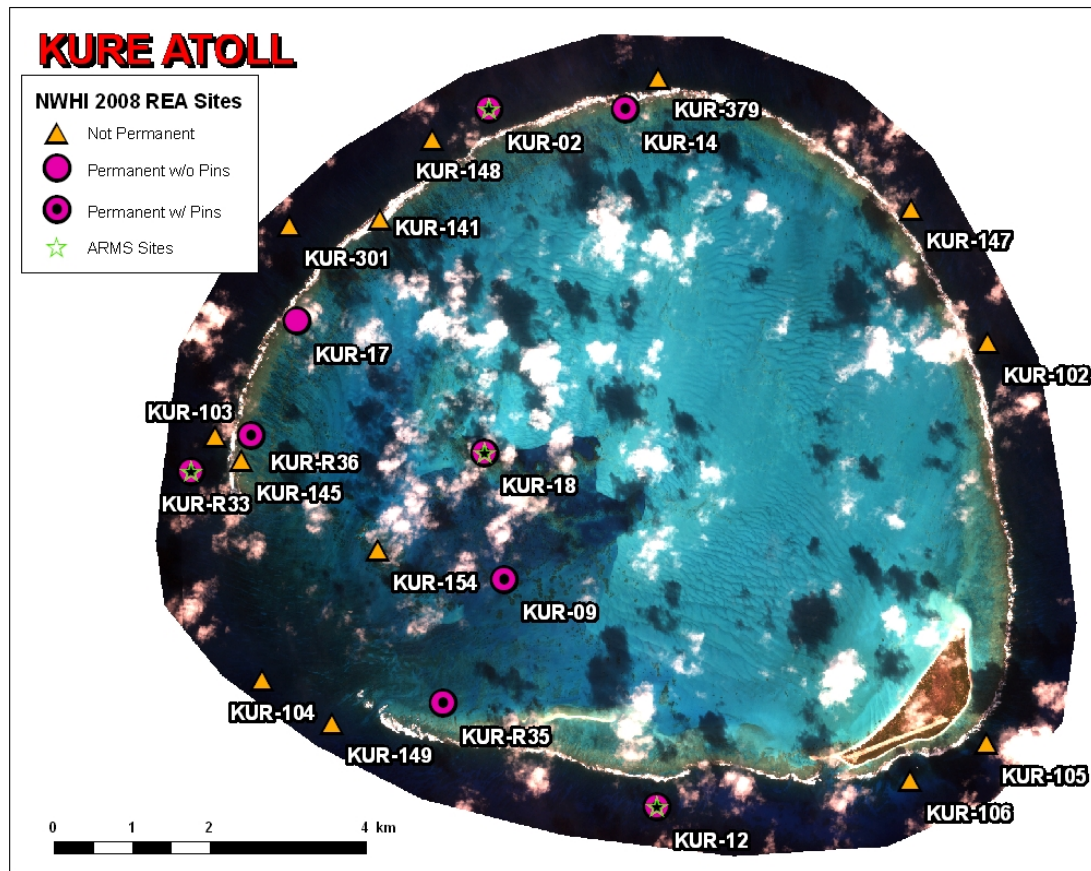 KURE ATOLL
NWHI 2008 REA Sites
Not Permanent
Permanent w/o Pins
Permanent w/ Pins
ARMS Sites
KUR-379
KUR-02
KUR-14
KUR-148
KUR-141
KUR-147
KUR-301
KUR-17
KUR-102
KUR-103
KUR-R36
KUR-18
KUR-145
KUR-R33
KUR-154
KUR-09
KUR-104
KUR-R35
KUR-149
KUR-105
KUR-106
KUR-12
0 1 2 4 km